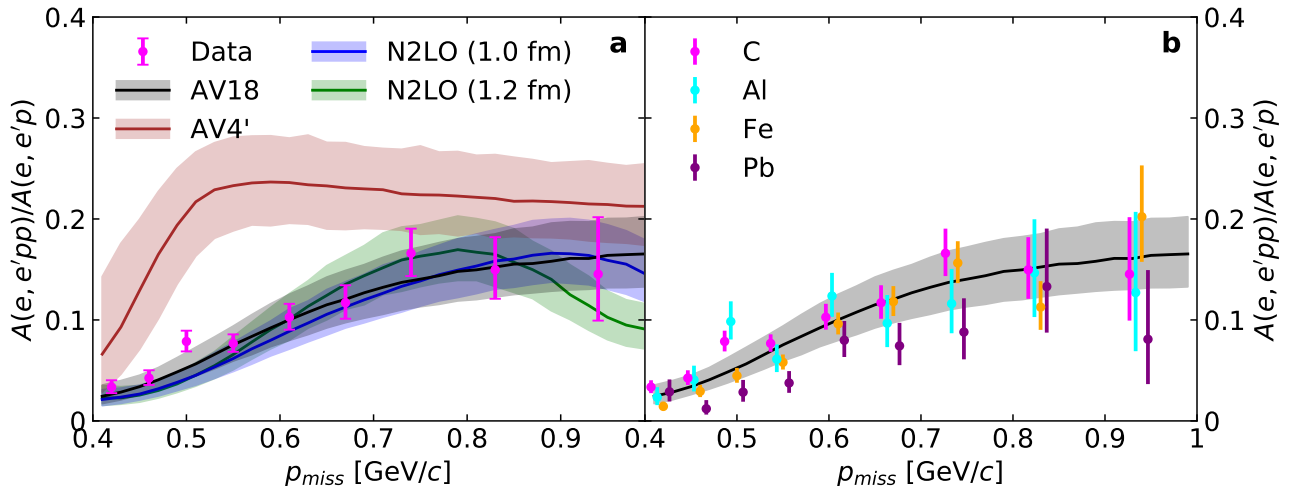 A(e, e'pp)/A(e, e'p)
0.4
0.3
0.2
0.1
0
a
Data
AV18
AV4'
N2LO (1.0 fm)
N2LO (1.2 fm)
0.4 0.5 0.6 0.7 0.8 0.9
p_miss [GeV/c]
b
C
Al
Fe
Pb
0.4 0.5 0.6 0.7 0.8 0.9 1
p_miss [GeV/c]
0.4
0.3
0.2
0.1
0
A(e, e'pp)/A(e, e'p)